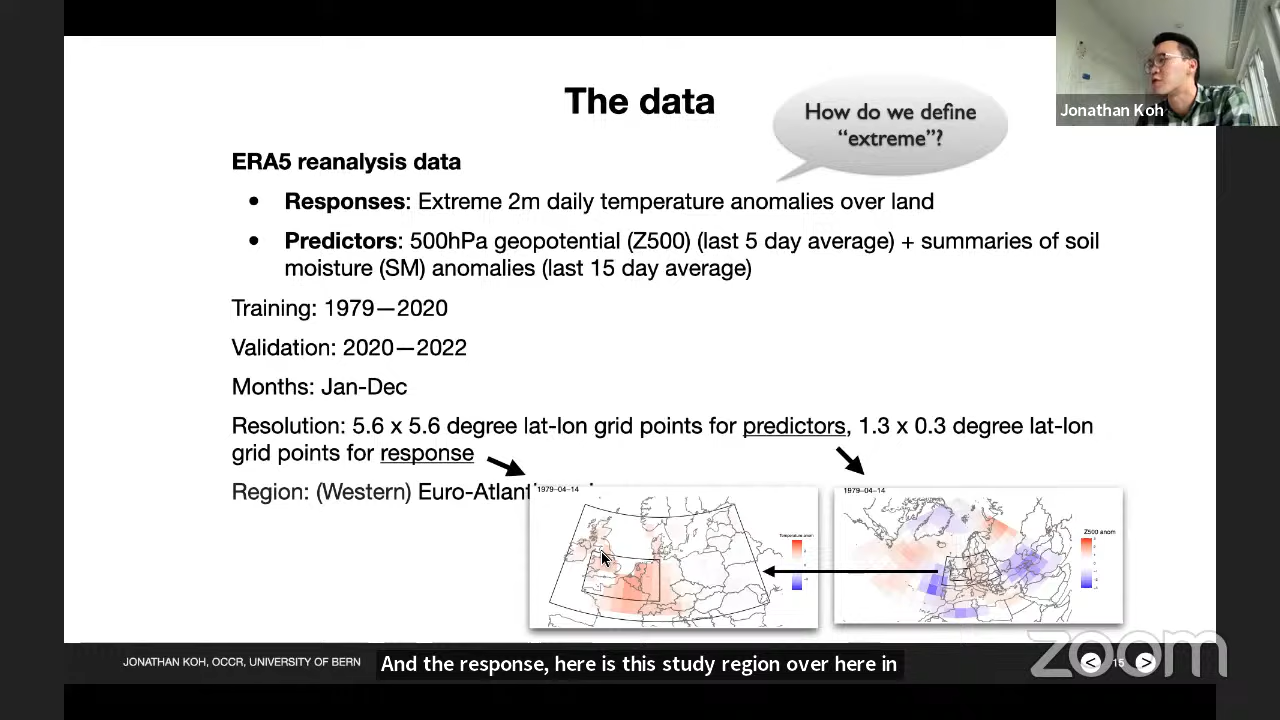 The data
How do we define
“extreme”?
Jonathan Koh
ERA5 reanalysis data
• Responses: Extreme 2m daily temperature anomalies over land
• Predictors: 500hPa geopotential (Z500) (last 5 day average) + summaries of soil
moisture (SM) anomalies (last 15 day average)
Training: 1979—2020
Validation: 2020—2022
Months: Jan-Dec
Resolution: 5.6 x 5.6 degree lat-lon grid points for predictors, 1.3 x 0.3 degree lat-lon
grid points for response
Region: (Western) Euro-Atlant
1979-04-14
Temperature anom
1979-04-14
Z500 anom
JONATHAN KOH, OCCR, UNIVERSITY OF BERN
And the response, here is this study region over here in
zoom
< 15 >